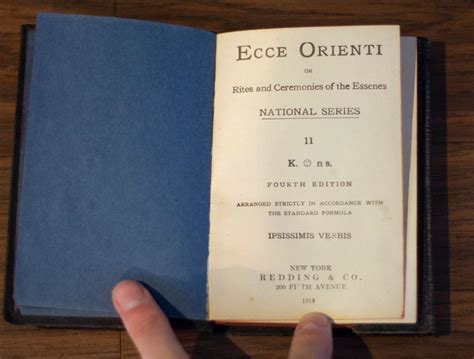 ECCE ORIENTI
OR
Rites and Ceremonies of the Essenes
NATIONAL SERIES
11
K. ns.
FOURTH EDITION
ARRANGED STRICTLY IN ACCORDANCE WITH
THE STANDARD FORMULA
IPSISSIMIS VERBIS
NEW YORK
REDDING & CO.
200 FIFTH AVENUE